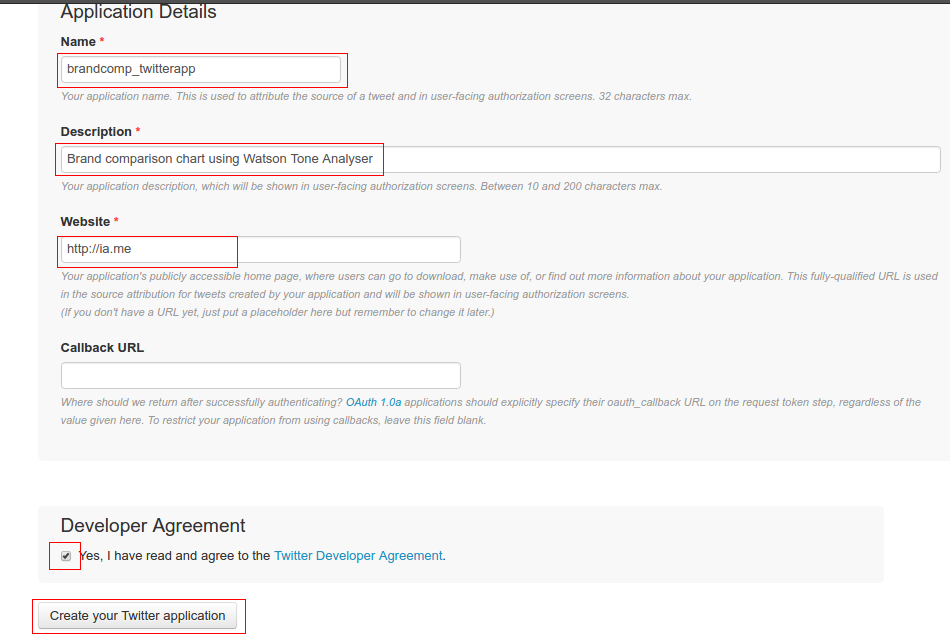 Application Details
Name *
brandcomp_twitterapp
Your application name. This is used to attribute the source of a tweet and in user-facing authorization screens. 32 characters max.
Description *
Brand comparison chart using Watson Tone Analyser
Your application description, which will be shown in user-facing authorization screens. Between 10 and 200 characters max.
Website *
http://ia.me
Your application's publicly accessible home page, where users can go to download, make use of, or find out more information about your application. This fully-qualified URL is used
in the source attribution for tweets created by your application and will be shown in user-facing authorization screens.
(If you don't have a URL yet, just put a placeholder here but remember to change it later.)
Callback URL
Where should we return after successfully authenticating? OAuth 1.0a applications should explicitly specify their oauth_callback URL on the request token step, regardless of the
value given here. To restrict your application from using callbacks, leave this field blank.
Developer Agreement
Yes, I have read and agree to the Twitter Developer Agreement.
Create your Twitter application